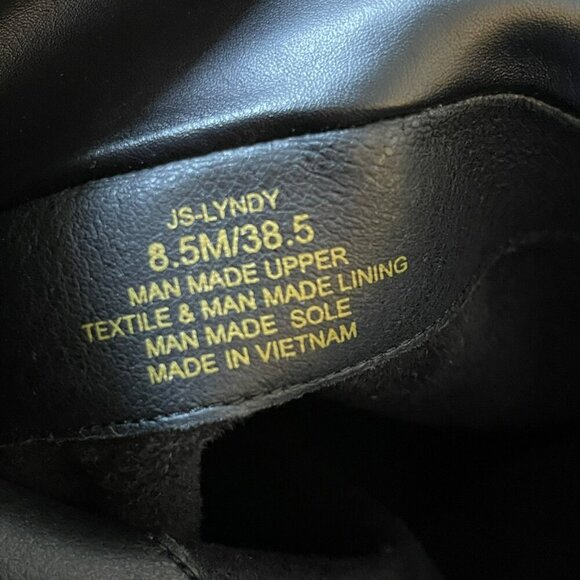 JS-LYNDY
8.5M/38.5
MAN MADE UPPER
TEXTILE & MAN MADE LINING
MAN MADE SOLE
MADE IN VIETNAM